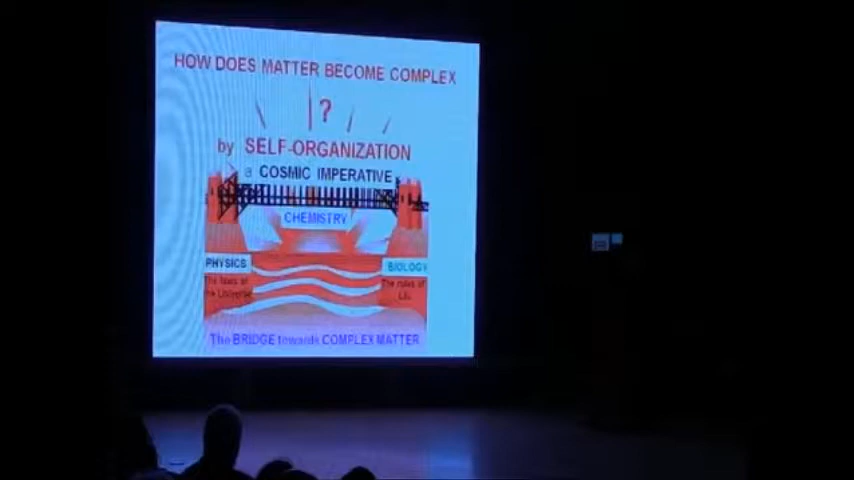 HOW DOES MATTER BECOME COMPLEX
?
by SELF-ORGANIZATION
a COSMIC IMPERATIVE
CHEMISTRY
PHYSICS
The laws of
the Universe
BIOLOGY
The rules of
Life
The BRIDGE towards COMPLEX MATTER